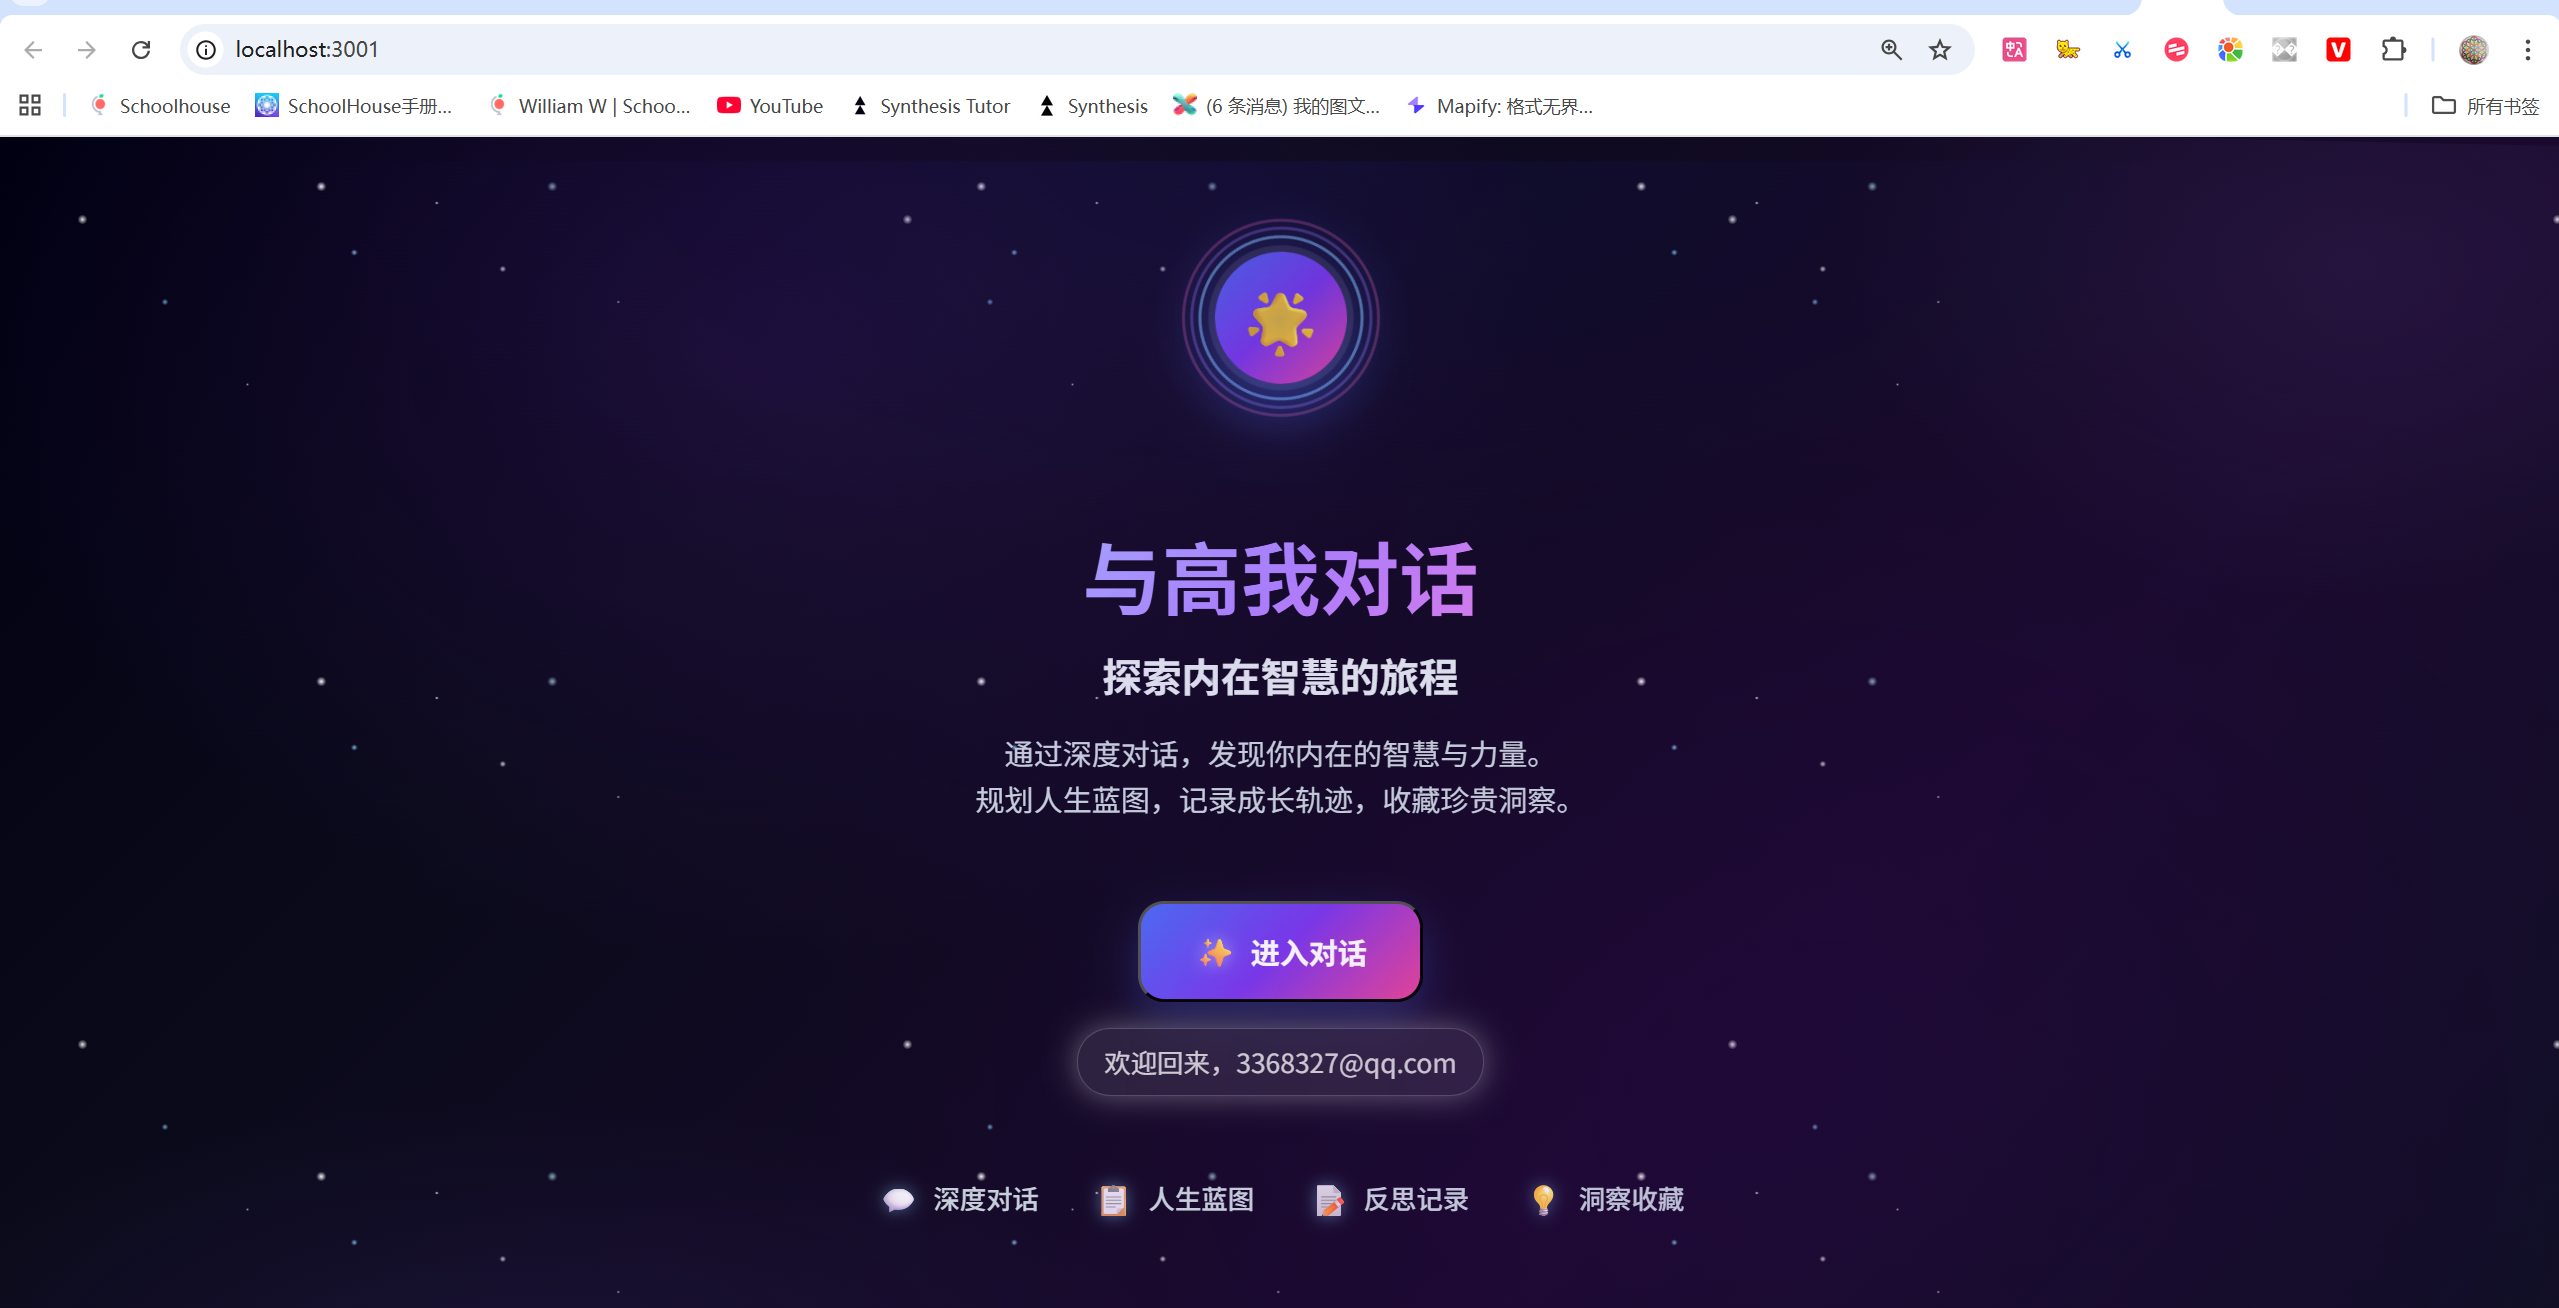 localhost:3001
Schoolhouse
SchoolHouse手册...
William W | Schoo...
YouTube
Synthesis Tutor
Synthesis
(6 条消息) 我的图文...
Mapify: 格式无界...
所有书签
与高我对话
探索内在智慧的旅程
通过深度对话，发现你内在的智慧与力量。
规划人生蓝图，记录成长轨迹，收藏珍贵洞察。
✨ 进入对话
欢迎回来，3368327@qq.com
深度对话
人生蓝图
反思记录
洞察收藏